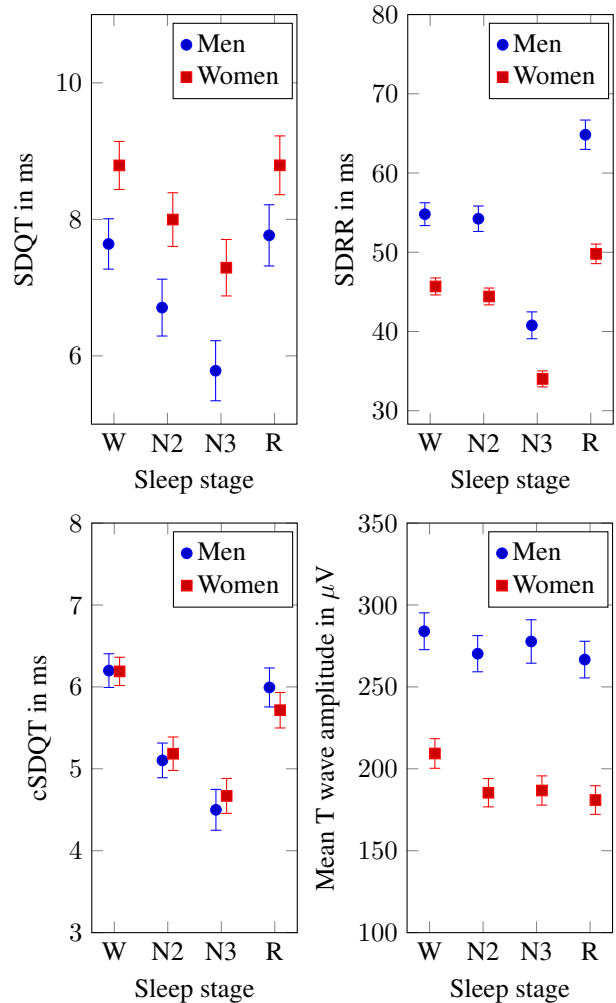 Men
Women
10
8
6
SDQT in ms
W N2 N3 R
Sleep stage
Men
Women
80
70
60
50
40
30
SDRR in ms
W N2 N3 R
Sleep stage
Men
Women
8
7
6
5
4
3
cSDQT in ms
W N2 N3 R
Sleep stage
Men
Women
350
300
250
200
150
100
Mean T wave amplitude in μV
W N2 N3 R
Sleep stage